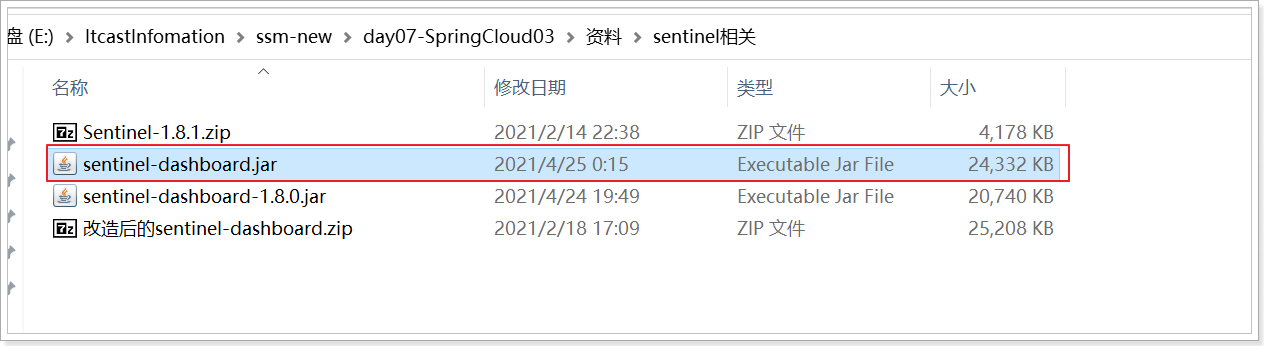 盘 (E:) > ItcastInfomation > ssm-new > day07-SpringCloud03 > 资料 > sentinel相关
名称 修改日期 类型 大小
Sentinel-1.8.1.zip 2021/2/14 22:38 ZIP 文件 4,178 KB
sentinel-dashboard.jar 2021/4/25 0:15 Executable Jar File 24,332 KB
sentinel-dashboard-1.8.0.jar 2021/4/24 19:49 Executable Jar File 20,740 KB
改造后的sentinel-dashboard.zip 2021/2/18 17:09 ZIP 文件 25,208 KB